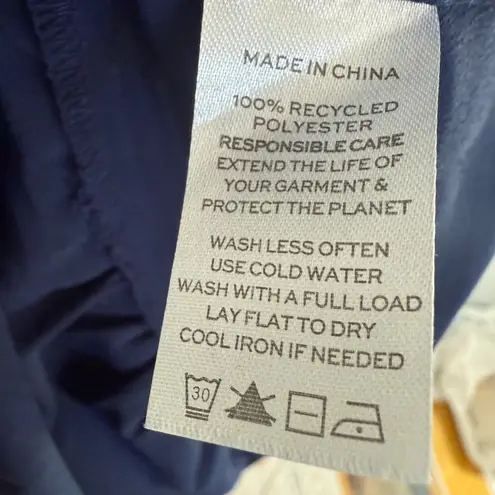 MADE IN CHINA
100% RECYCLED
POLYESTER
RESPONSIBLE CARE
EXTEND THE LIFE OF
YOUR GARMENT &
PROTECT THE PLANET
WASH LESS OFTEN
USE COLD WATER
WASH WITH A FULL LOAD
LAY FLAT TO DRY
COOL IRON IF NEEDED
30